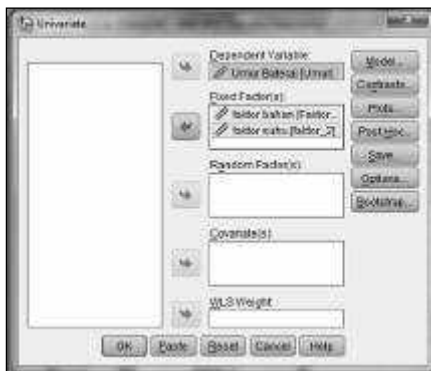 Univariate
Dependent Variable:
Umur Baterai [Umur...
Fixed Factor(s):
faktor bahan [Faktor...
faktor suhu [faktor_2]
Random Factor(s):
Covariate(s):
WLS Weight:
Model...
Contrasts...
Plots...
Post Hoc...
Save...
Options...
Bootstrap...
OK Paste Reset Cancel Help